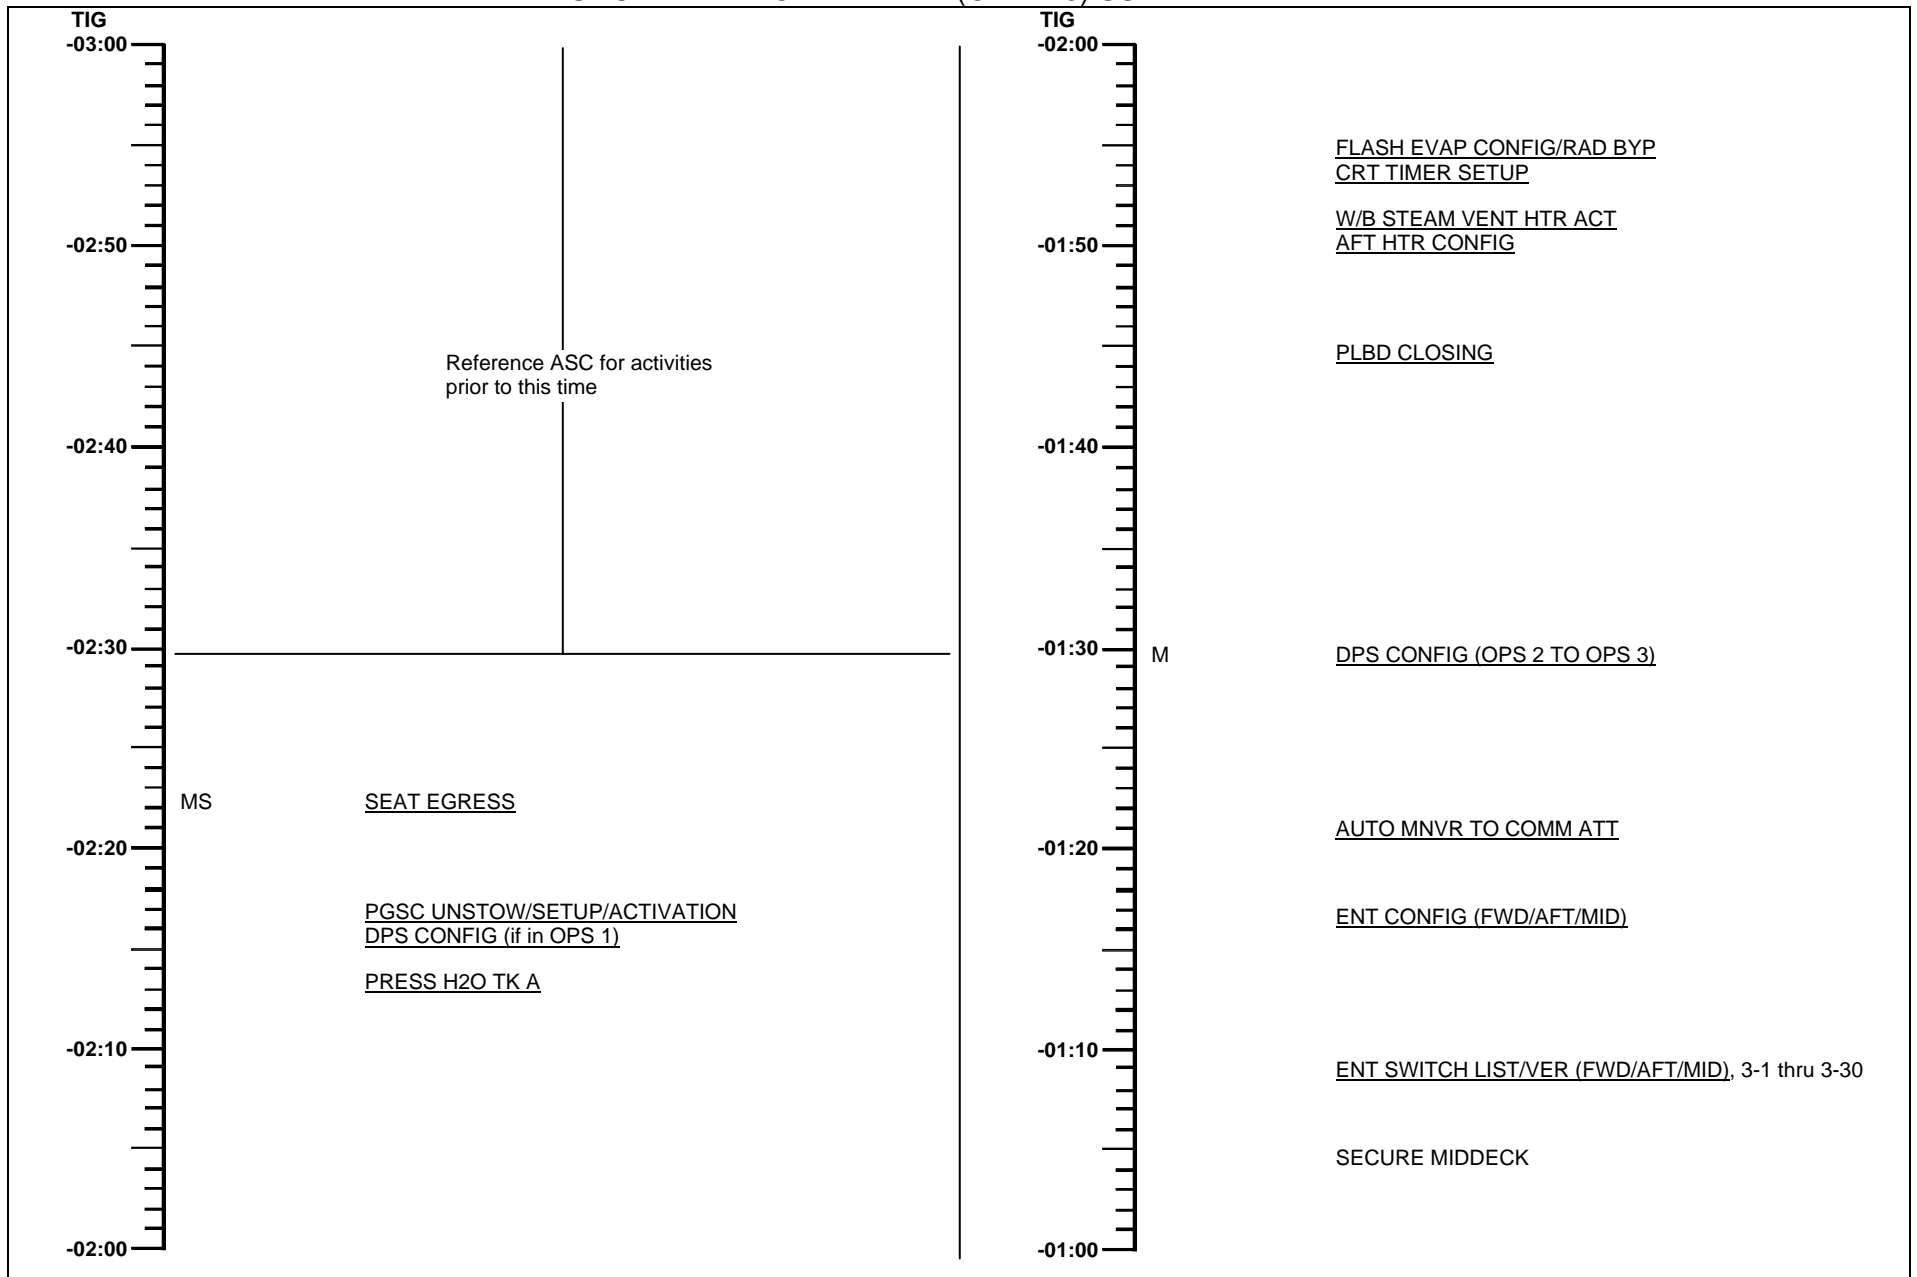 TIG
-03:00
-02:50
Reference ASC for activities
prior to this time
-02:40
-02:30
MS SEAT EGRESS
-02:20
PGSC UNSTOW/SETUP/ACTIVATION
DPS CONFIG (if in OPS 1)
PRESS H2O TK A
-02:10
-02:00
TIG
-02:00
FLASH EVAP CONFIG/RAD BYP
CRT TIMER SETUP
W/B STEAM VENT HTR ACT
-01:50 AFT HTR CONFIG
PLBD CLOSING
-01:40
-01:30 M DPS CONFIG (OPS 2 TO OPS 3)
AUTO MNVR TO COMM ATT
-01:20
ENT CONFIG (FWD/AFT/MID)
-01:10
ENT SWITCH LIST/VER (FWD/AFT/MID), 3-1 thru 3-30
SECURE MIDDECK
-01:00